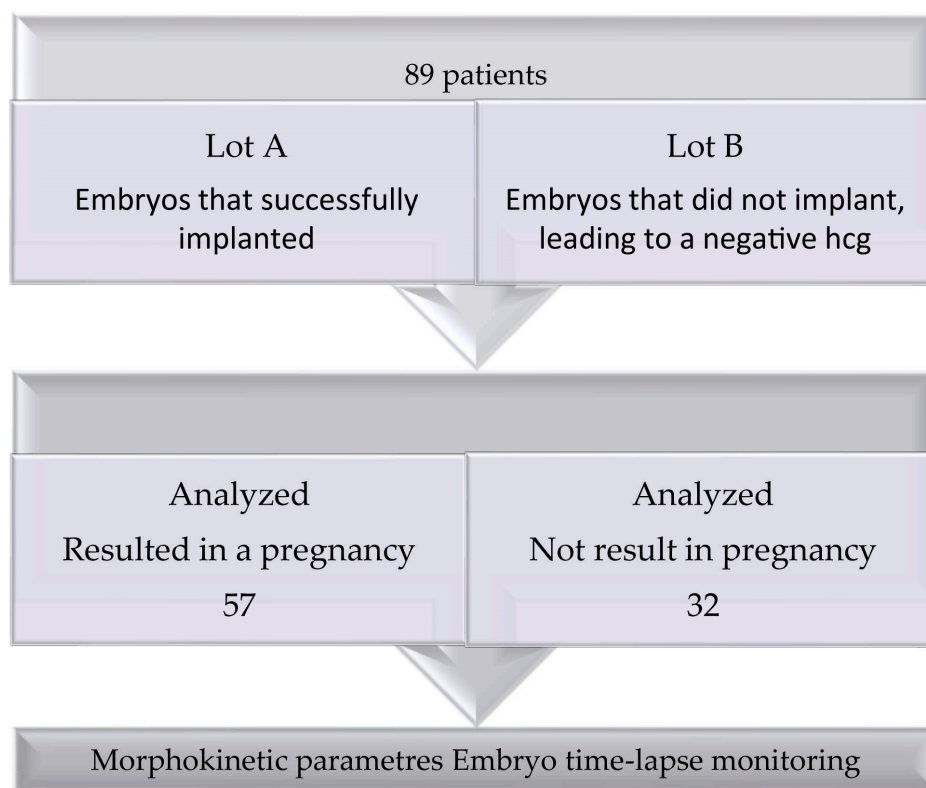 89 patients
Lot A
Embryos that successfully
implanted
Lot B
Embryos that did not implant,
leading to a negative hcg
Analyzed
Resulted in a pregnancy
57
Analyzed
Not result in pregnancy
32
Morphokinetic parametres Embryo time-lapse monitoring